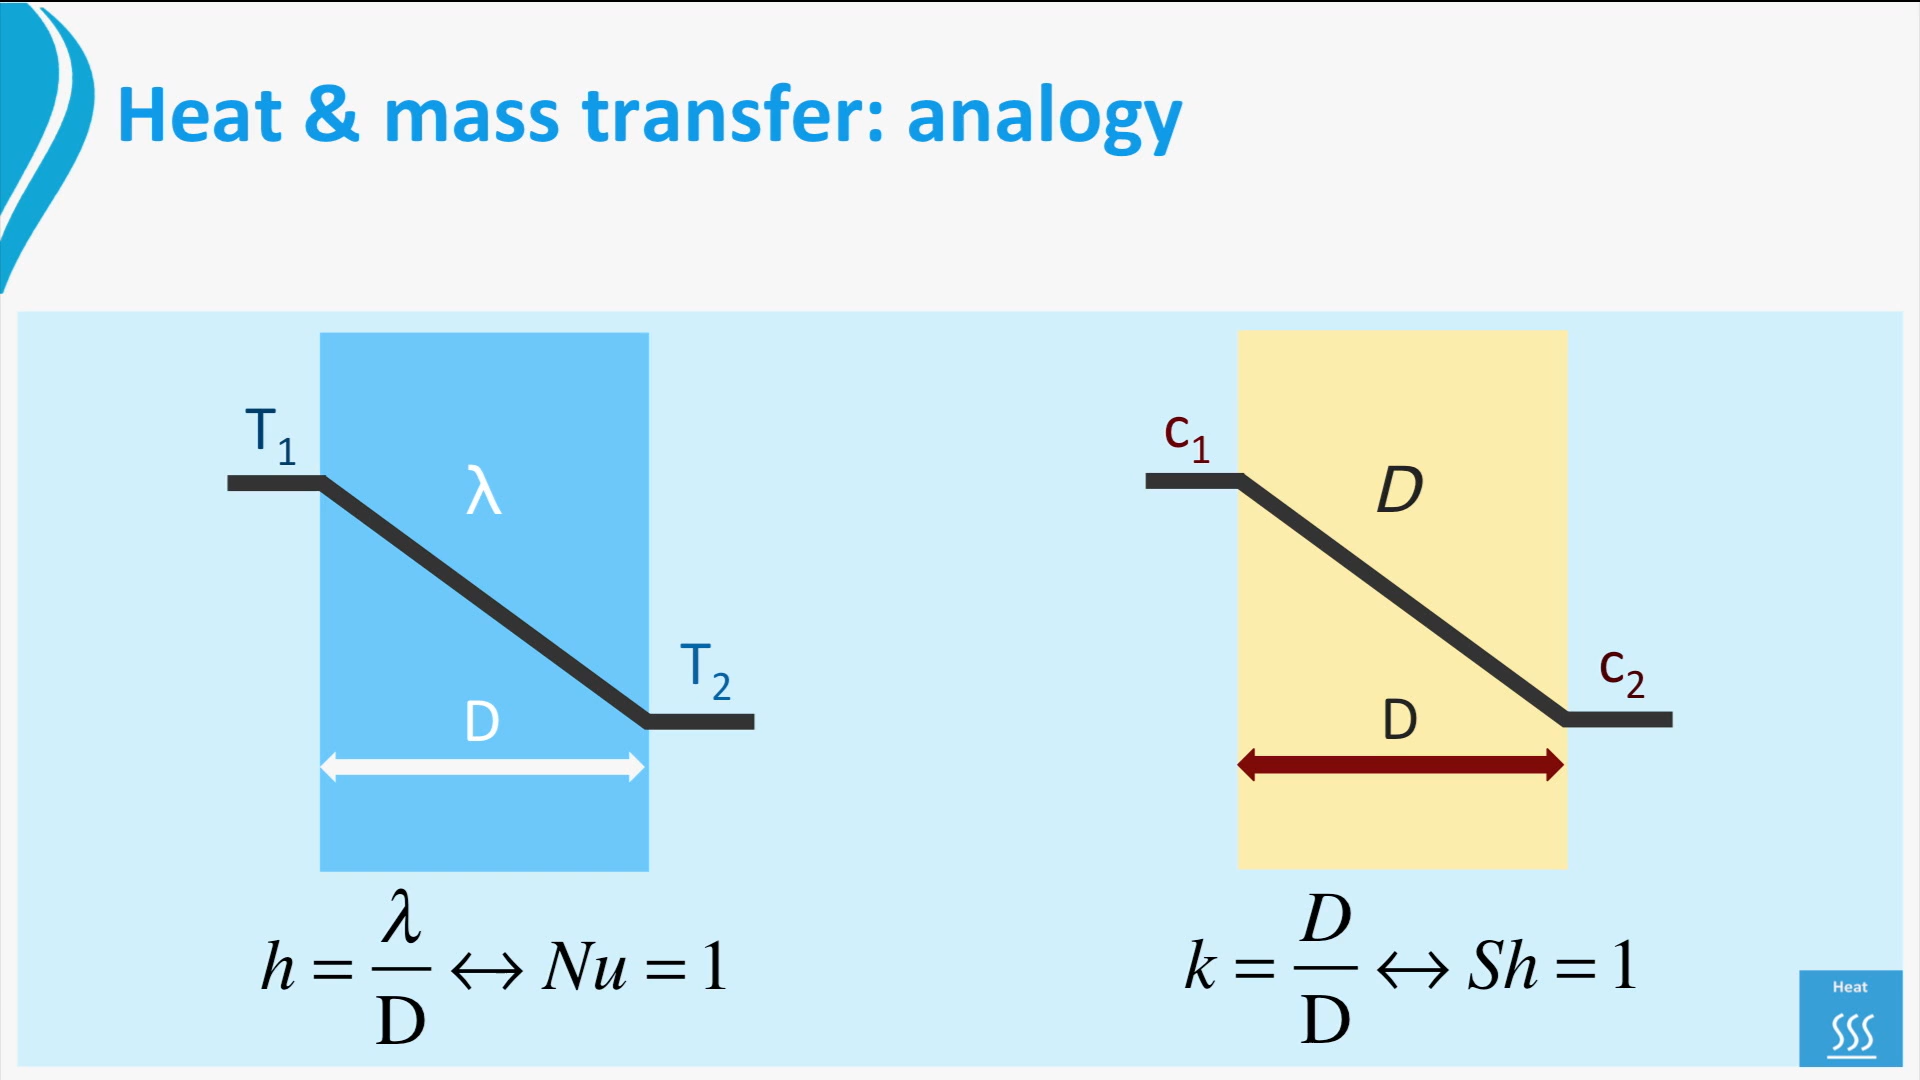 Heat & mass transfer: analogy
T1
λ
T2
D
h = λ/D ↔ Nu = 1
c1
D
c2
D
k = D/D ↔ Sh = 1
Heat